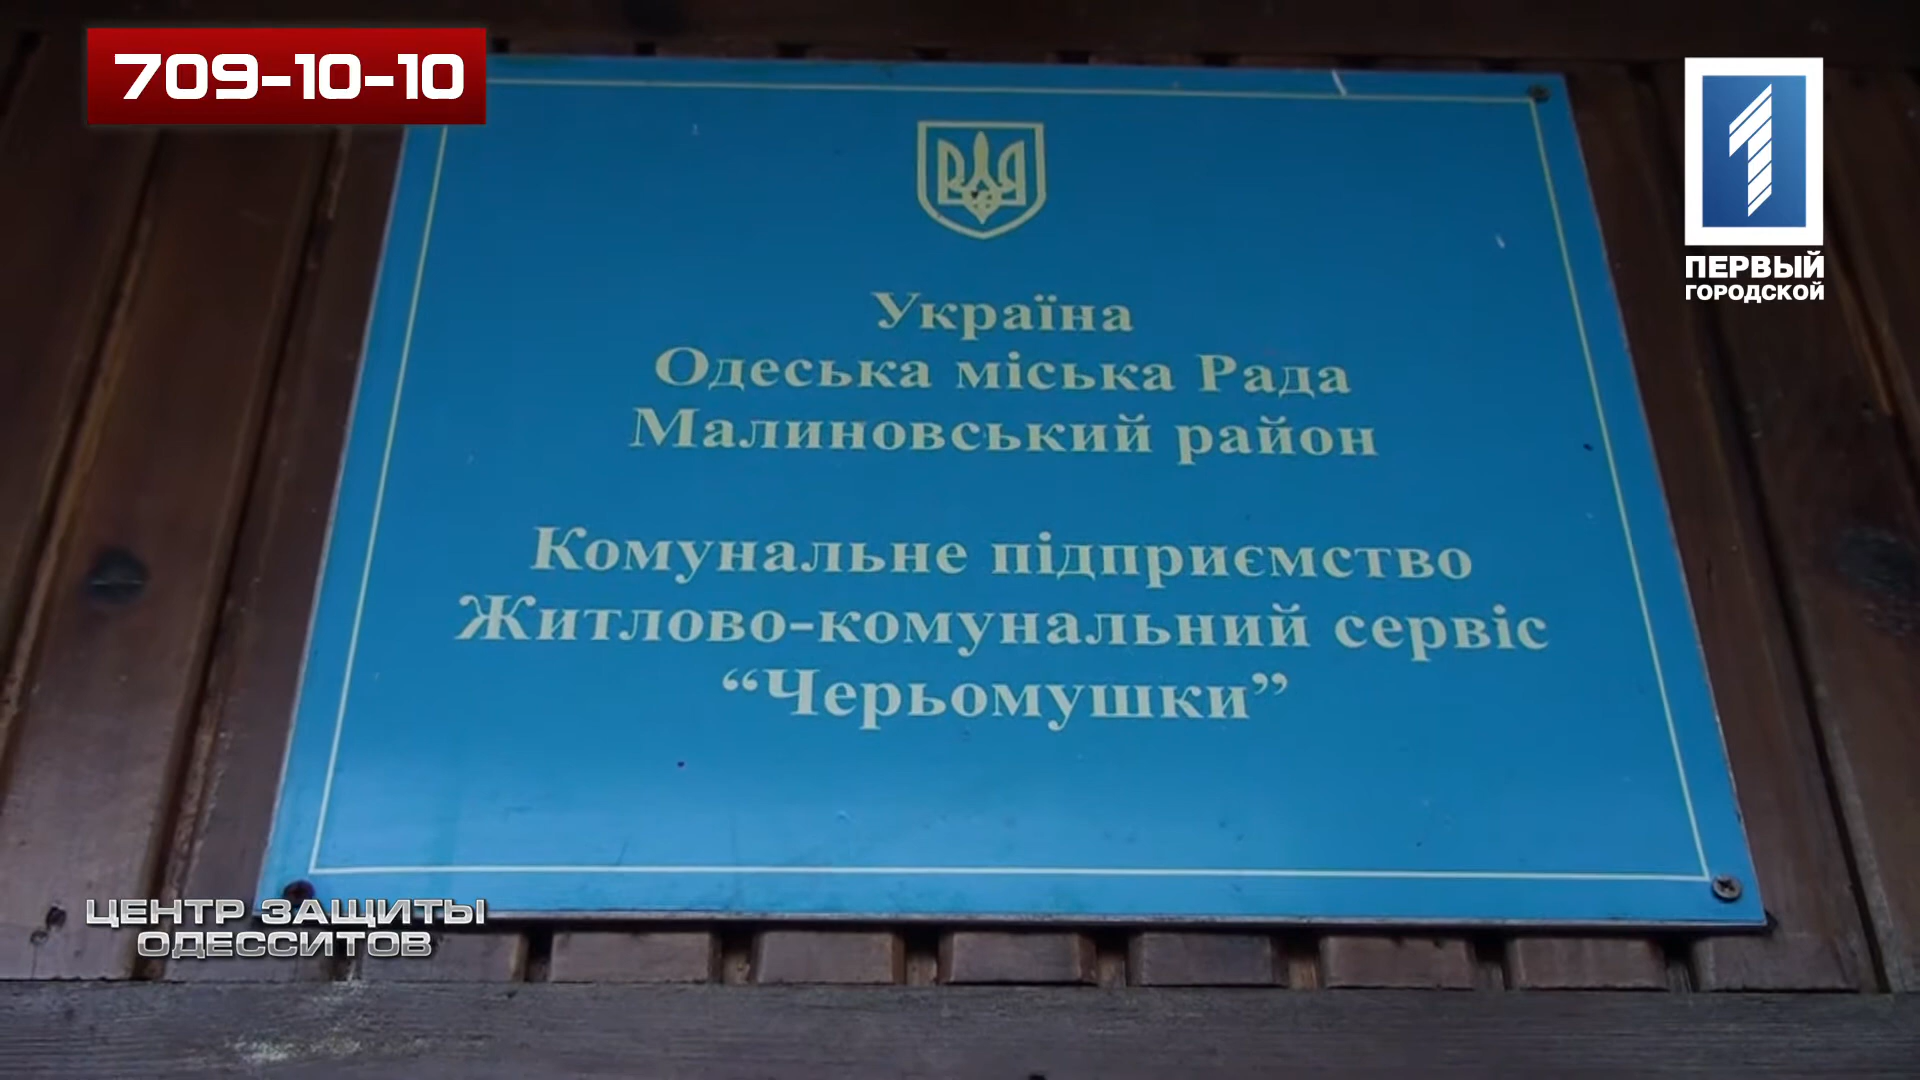 709-10-10
ПЕРВЫЙ
ГОРОДСКОЙ
Україна
Одеська міська Рада
Малиновський район
Комунальне підприємство
Житлово-комунальний сервіс
“Черьомушки”
ЦЕНТР ЗАЩИТЫ
ОДЕССИТОВ